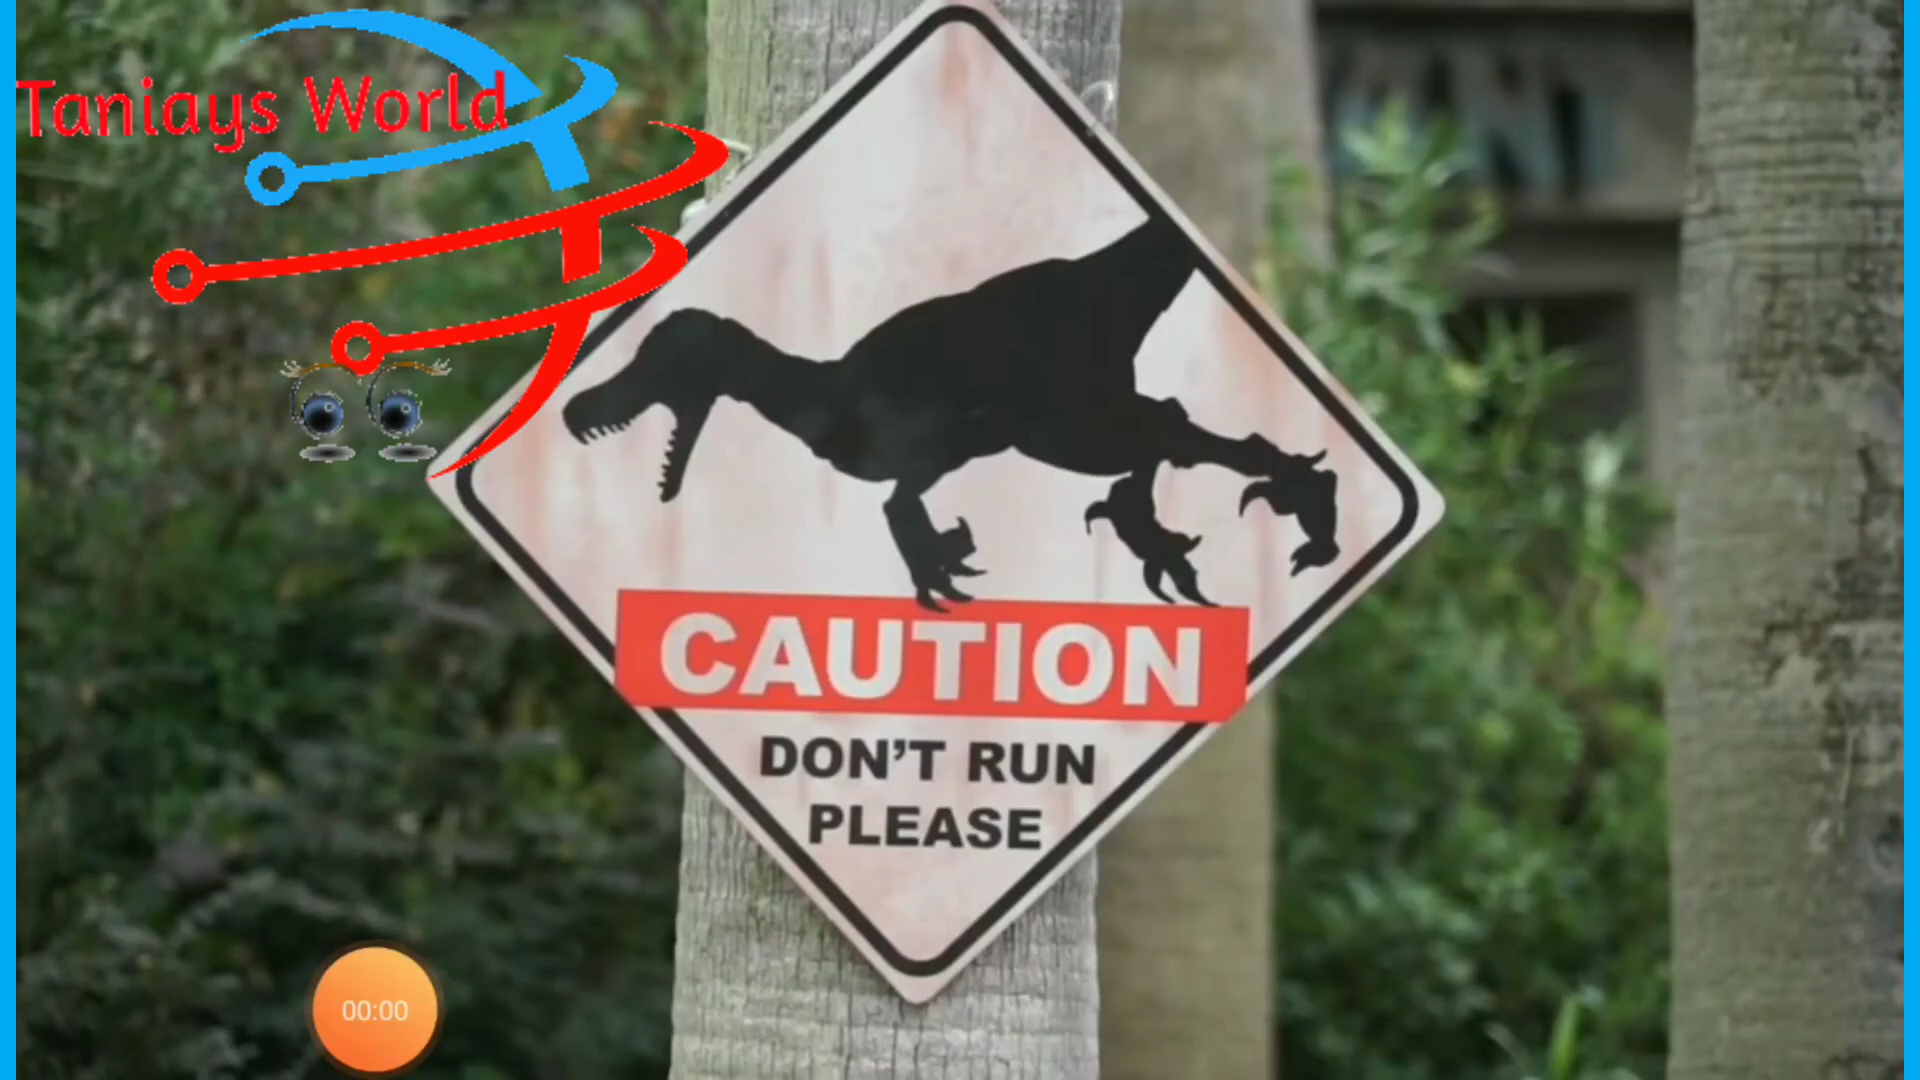 Taniays World
CAUTION
DON'T RUN
PLEASE
00:00